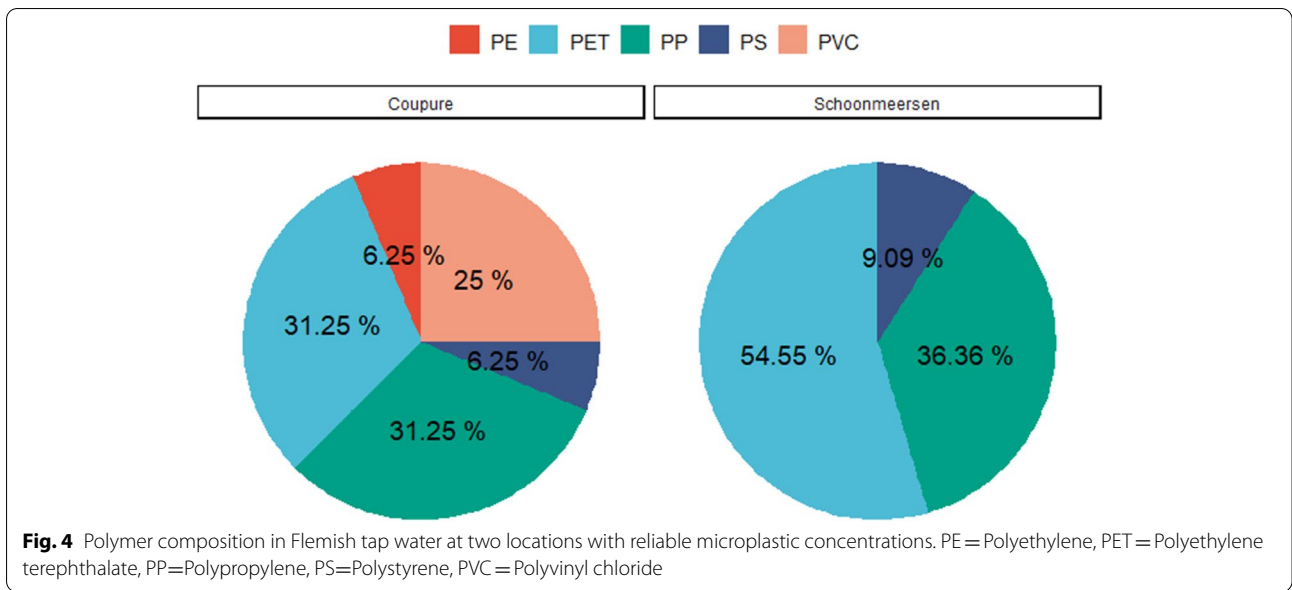 PE PET PP PS PVC
Coupure Schoonmeersen
6.25 %
25 %
31.25 %
6.25 %
31.25 %
9.09 %
54.55 %
36.36 %
Fig. 4 Polymer composition in Flemish tap water at two locations with reliable microplastic concentrations. PE = Polyethylene, PET = Polyethylene
terephthalate, PP=Polypropylene, PS=Polystyrene, PVC = Polyvinyl chloride